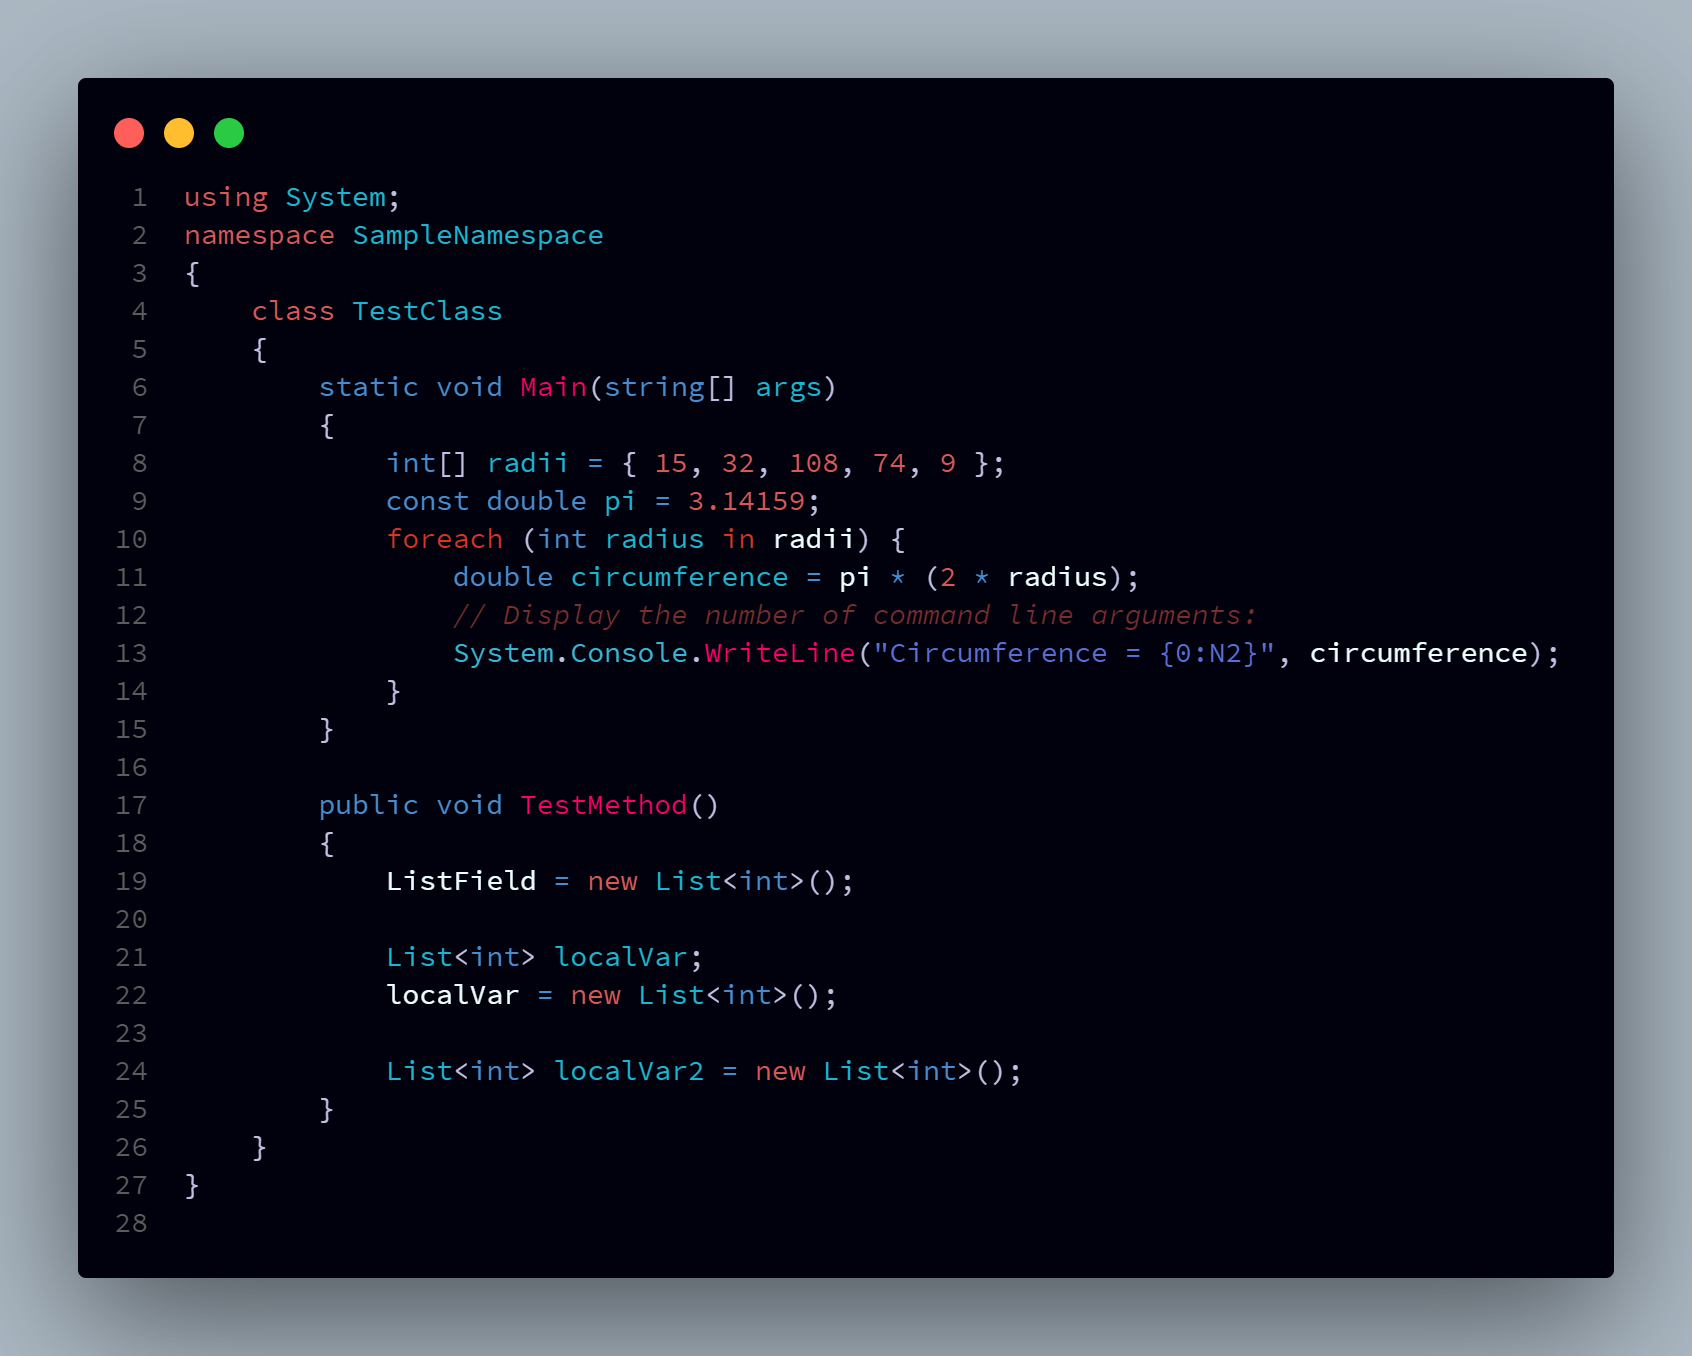 1 using System;
2 namespace SampleNamespace
3 {
4     class TestClass
5     {
6         static void Main(string[] args)
7         {
8             int[] radii = { 15, 32, 108, 74, 9 };
9             const double pi = 3.14159;
10             foreach (int radius in radii) {
11                 double circumference = pi * (2 * radius);
12                 // Display the number of command line arguments:
13                 System.Console.WriteLine("Circumference = {0:N2}", circumference);
14             }
15         }
16
17         public void TestMethod()
18         {
19             ListField = new List<int>();
20
21             List<int> localVar;
22             localVar = new List<int>();
23
24             List<int> localVar2 = new List<int>();
25         }
26     }
27 }
28